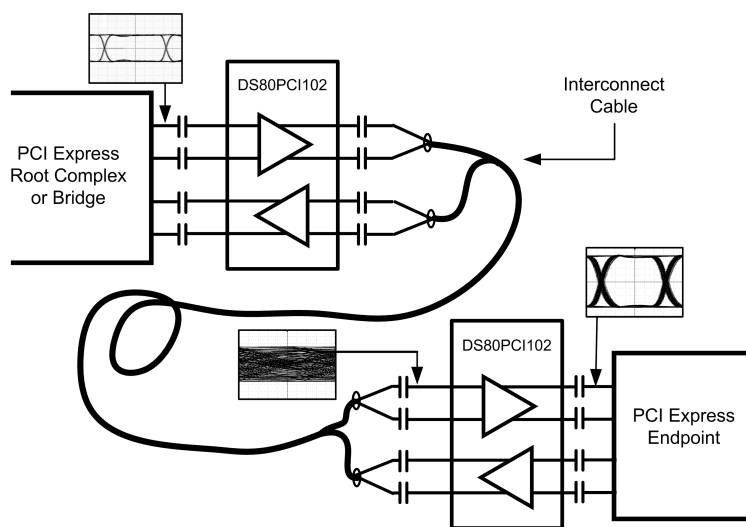 DS80PCI102
Interconnect
Cable
PCI Express
Root Complex
or Bridge
DS80PCI102
PCI Express
Endpoint